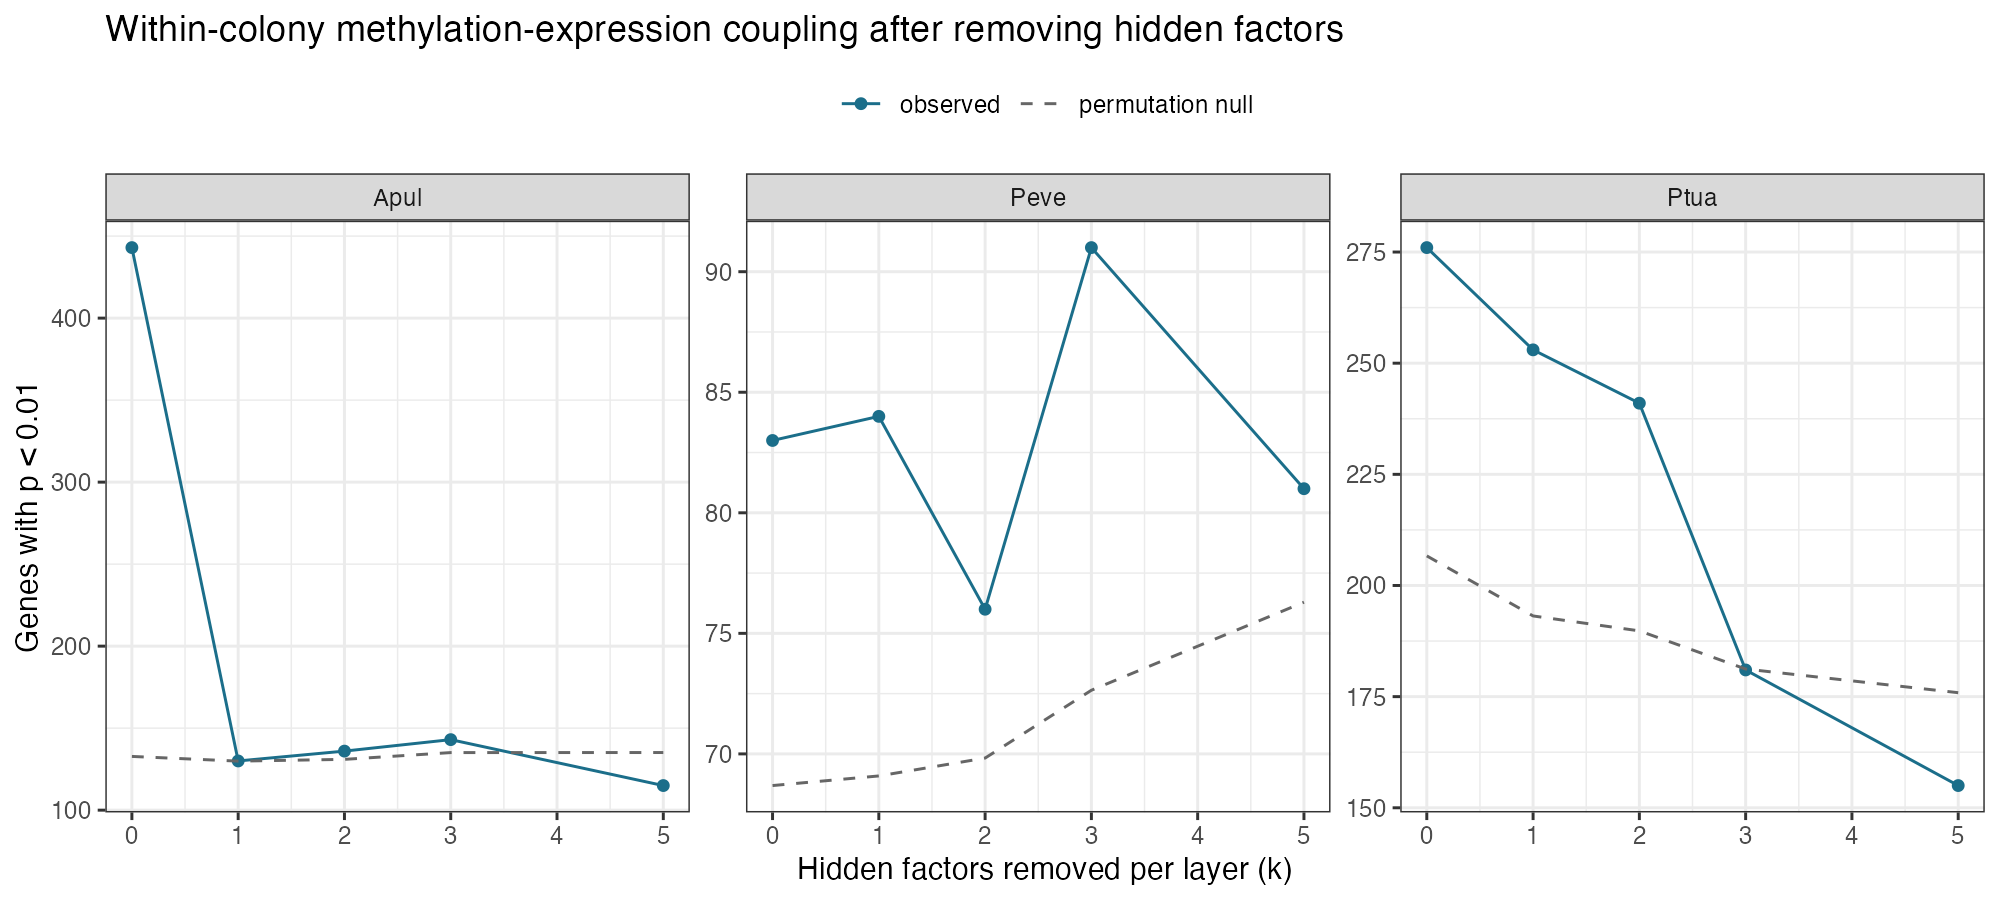 Within-colony methylation-expression coupling after removing hidden factors
observed permutation null
Apul Peve Ptua
Genes with p < 0.01
400
300
200
100
90
85
80
75
70
275
250
225
200
175
150
0 1 2 3 4 5 0 1 2 3 4 5 0 1 2 3 4 5
Hidden factors removed per layer (k)